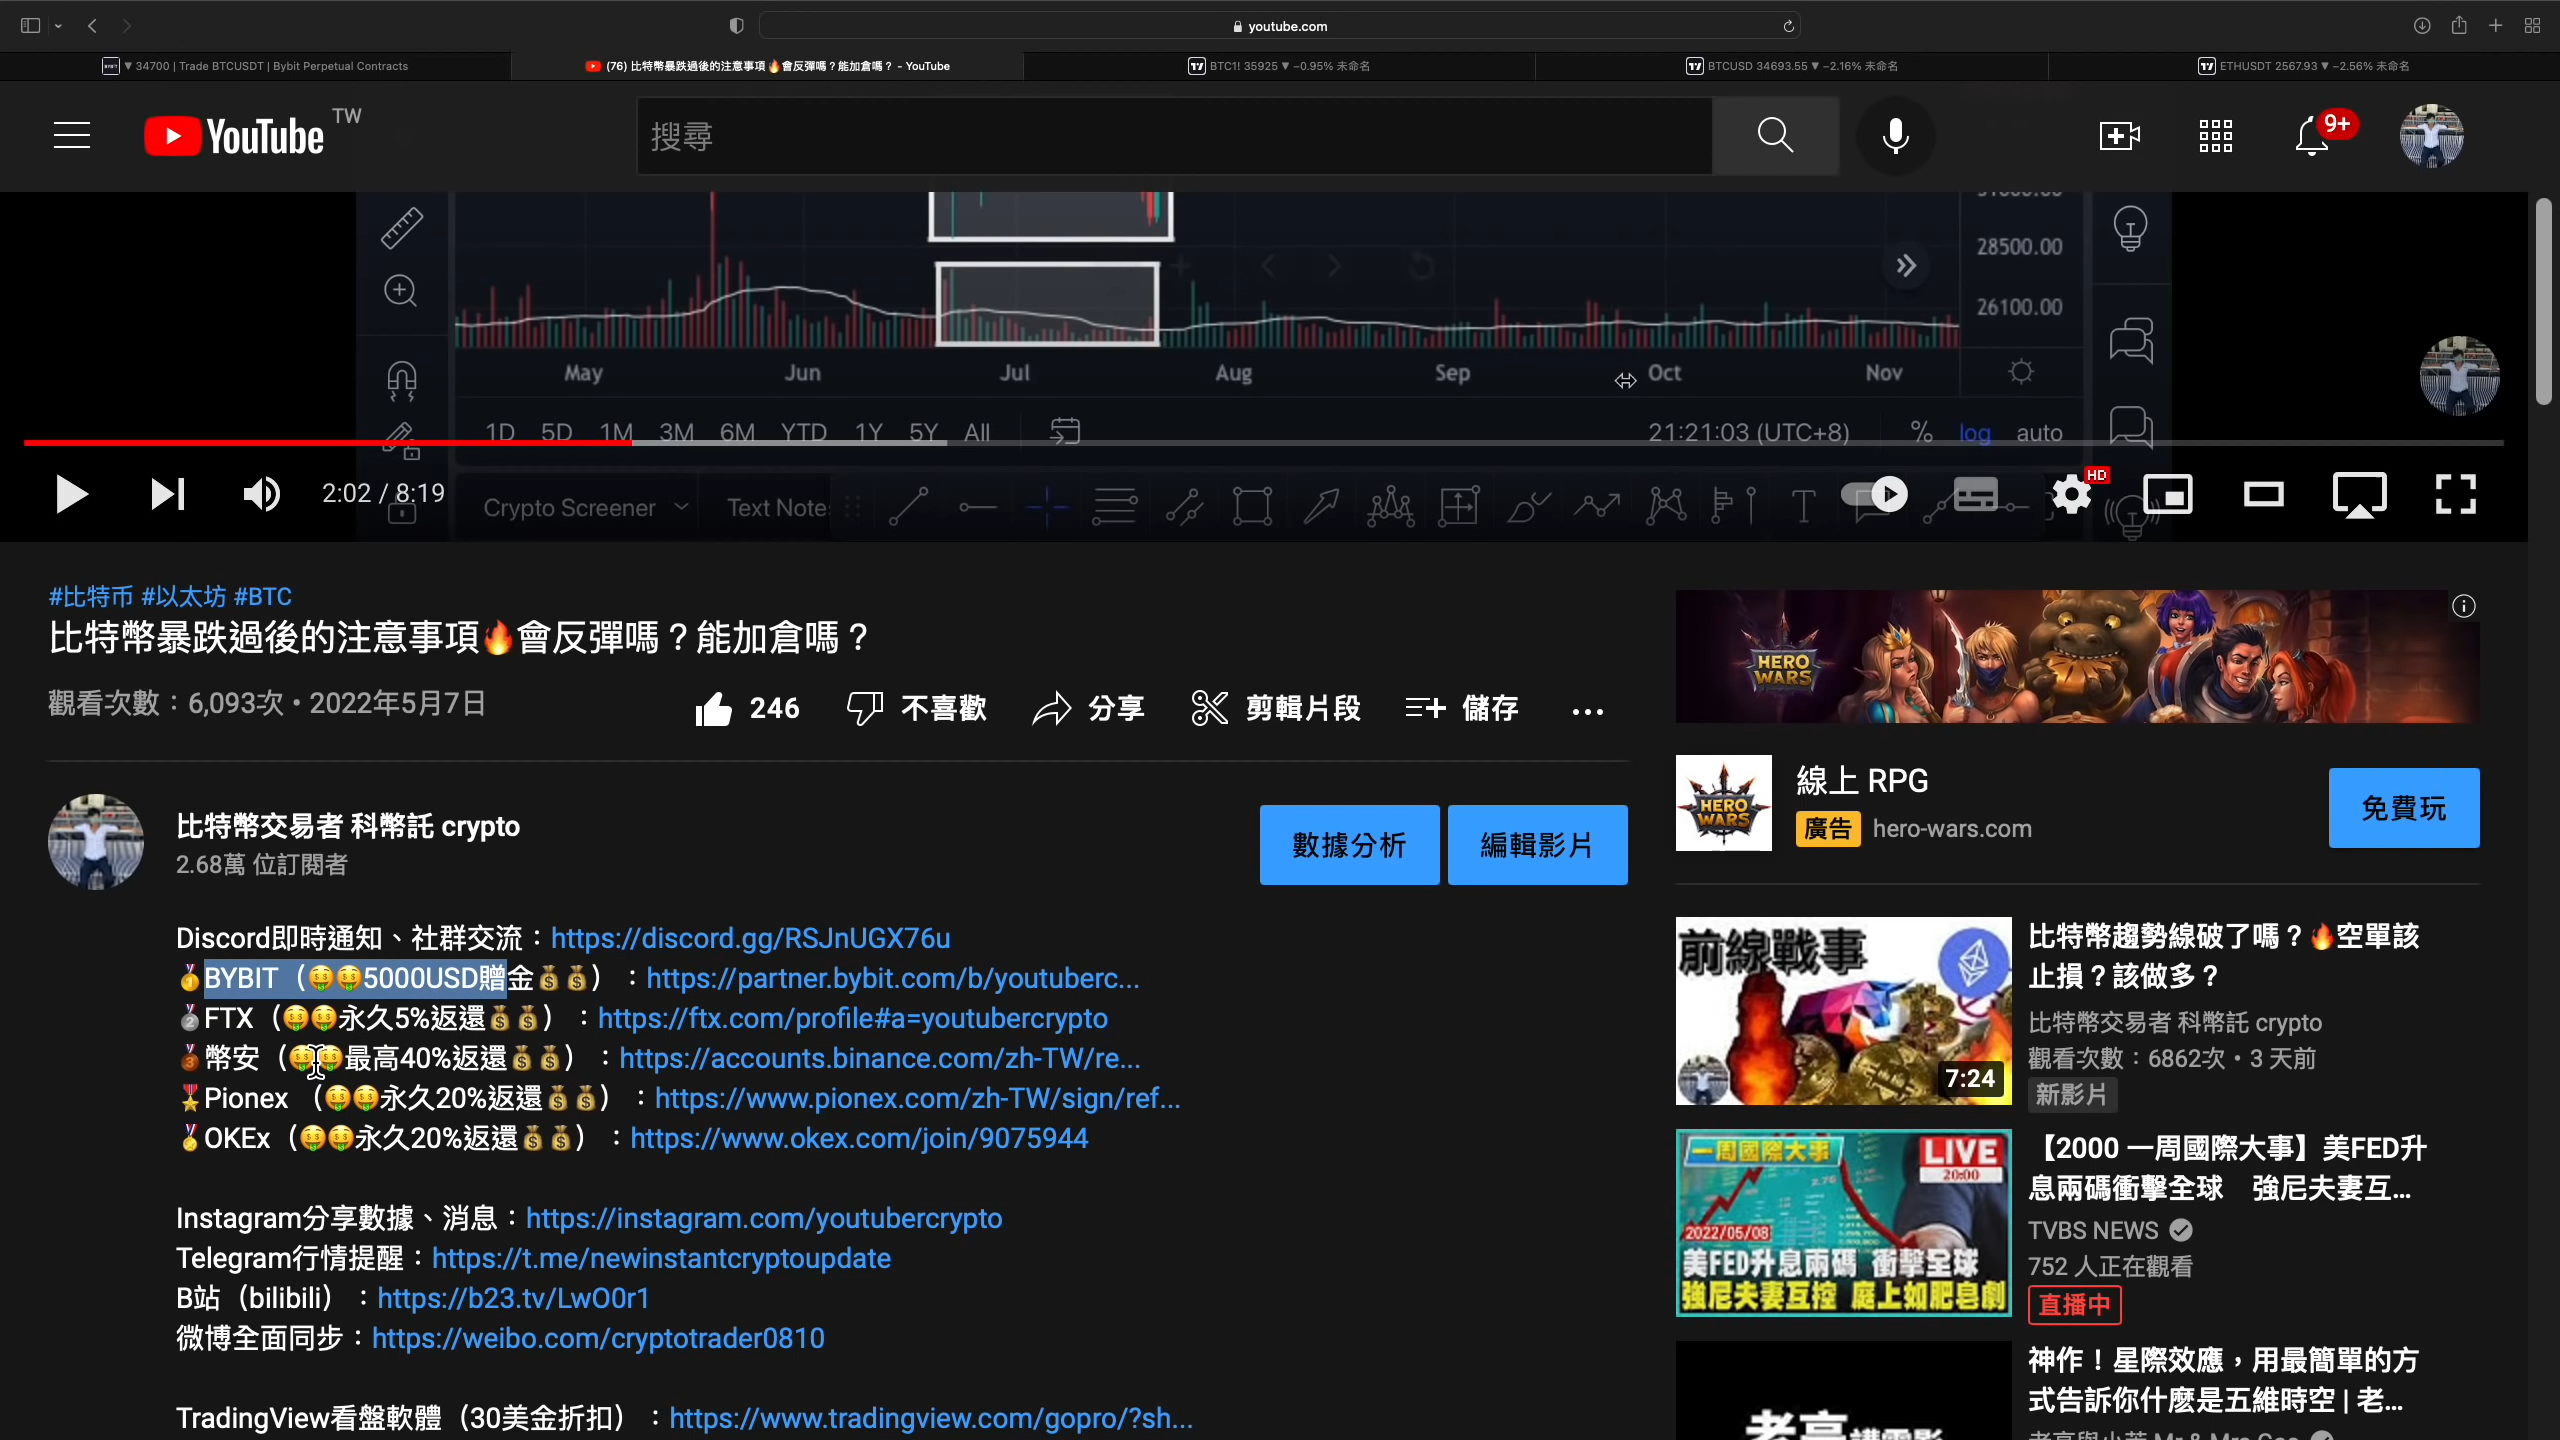 youtube.com
▼ 34700 | Trade BTCUSDT | Bybit Perpetual Contracts
(76) 比特幣暴跌過後的注意事項🔥會反彈嗎？能加倉嗎？ - YouTube
BTC1! 35925 ▼ −0.95% 未命名
BTCUSD 34693.55 ▼ −2.16% 未命名
ETHUSDT 2567.93 ▼ −2.56% 未命名
YouTube TW
搜尋
9+
28500.00
26100.00
May Jun Jul Aug Sep Oct Nov
1D 5D 1M 3M 6M YTD 1Y 5Y All
21:21:03 (UTC+8) % log auto
2:02 / 8:19
HD
Crypto Screener
Text Notes
#比特币 #以太坊 #BTC
比特幣暴跌過後的注意事項🔥會反彈嗎？能加倉嗎？
觀看次數：6,093次 • 2022年5月7日
246 不喜歡 分享 剪輯片段 儲存
比特幣交易者 科幣託 crypto
2.68萬 位訂閱者
數據分析 編輯影片
Discord即時通知、社群交流：https://discord.gg/RSJnUGX76u
🥇BYBIT（🤑🤑5000USD贈金💰💰）：https://partner.bybit.com/b/youtuberc...
🥈FTX（🤑🤑永久5%返還💰💰）：https://ftx.com/profile#a=youtubercrypto
🥉幣安（🤑🤑最高40%返還💰💰）：https://accounts.binance.com/zh-TW/re...
🎖Pionex （🤑🤑永久20%返還💰💰）：https://www.pionex.com/zh-TW/sign/ref...
🏅OKEx（🤑🤑永久20%返還💰💰）：https://www.okex.com/join/9075944
Instagram分享數據、消息：https://instagram.com/youtubercrypto
Telegram行情提醒：https://t.me/newinstantcryptoupdate
B站（bilibili）：https://b23.tv/LwO0r1
微博全面同步：https://weibo.com/cryptotrader0810
TradingView看盤軟體（30美金折扣）：https://www.tradingview.com/gopro/?sh...
HERO WARS
HERO WARS
線上 RPG
廣告 hero-wars.com
免費玩
前線戰事
7:24
比特幣趨勢線破了嗎？🔥空單該
止損？該做多？
比特幣交易者 科幣託 crypto
觀看次數：6862次 • 3 天前
新影片
一周國際大事
LIVE
20:00
2022/05/08
美FED升息兩碼 衝擊全球
強尼夫妻互控 庭上如肥皂劇
【2000 一周國際大事】美FED升
息兩碼衝擊全球　強尼夫妻互...
TVBS NEWS
752 人正在觀看
直播中
神作！星際效應，用最簡單的方
式告訴你什麼是五維時空 | 老...